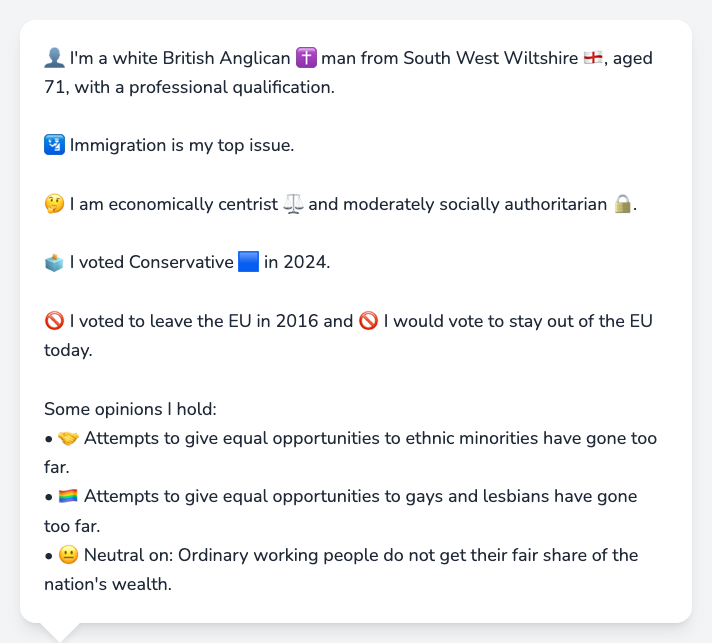 👤 I'm a white British Anglican ✝️ man from South West Wiltshire 🏴󠁧󠁢󠁥󠁮󠁧󠁿, aged
71, with a professional qualification.
🛂 Immigration is my top issue.
🤔 I am economically centrist ⚖️ and moderately socially authoritarian 🔒.
🗳️ I voted Conservative 🟦 in 2024.
🚫 I voted to leave the EU in 2016 and 🚫 I would vote to stay out of the EU
today.
Some opinions I hold:
• 🤝 Attempts to give equal opportunities to ethnic minorities have gone too
far.
• 🏳️‍🌈 Attempts to give equal opportunities to gays and lesbians have gone
too far.
• 😐 Neutral on: Ordinary working people do not get their fair share of the
nation's wealth.